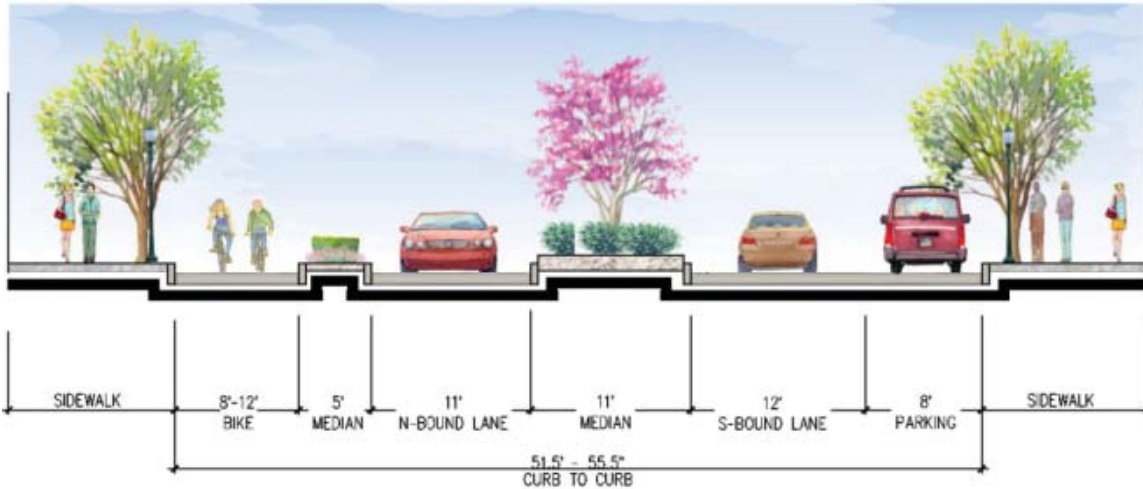 SIDEWALK
8'-12'
BIKE
5'
MEDIAN
11'
N-BOUND LANE
11'
MEDIAN
12'
S-BOUND LANE
8'
PARKING
SIDEWALK
51.5' - 55.5"
CURB TO CURB